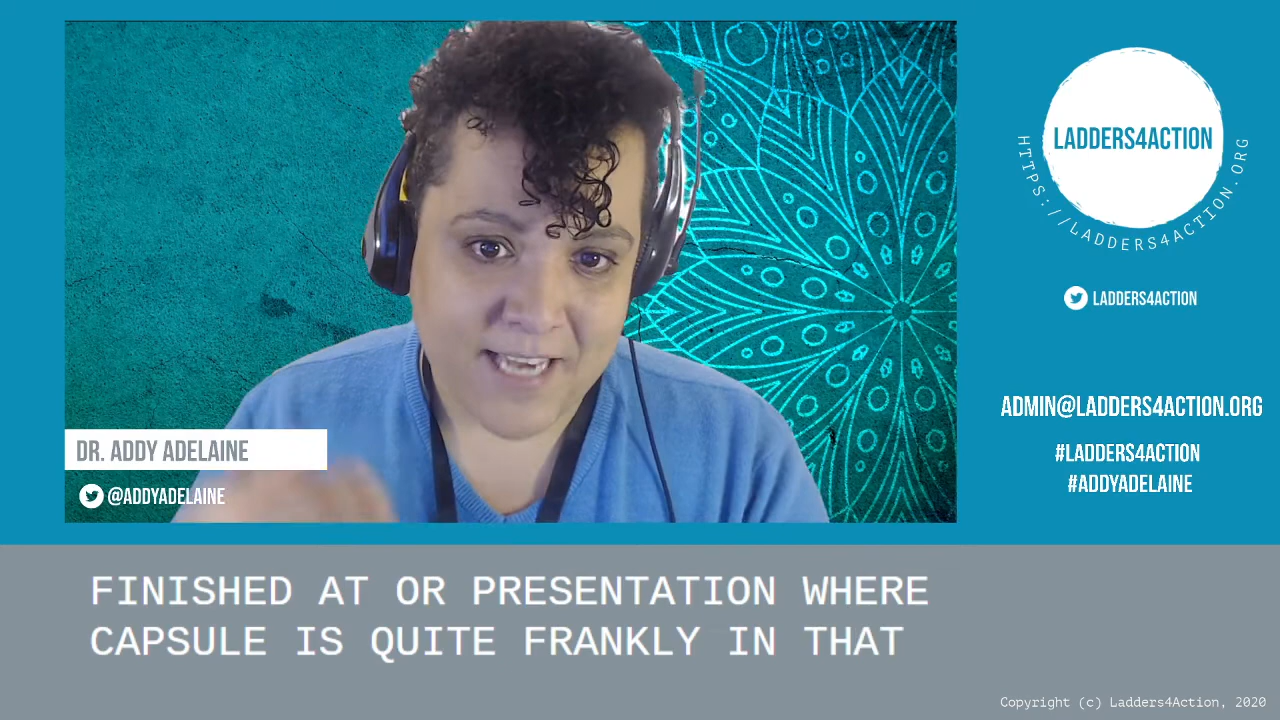 LADDERS4ACTION
HTTPS://LADDERS4ACTION.ORG
LADDERS4ACTION
ADMIN@LADDERS4ACTION.ORG
#LADDERS4ACTION
#ADDYADELAINE
DR. ADDY ADELAINE
@ADDYADELAINE
FINISHED AT OR PRESENTATION WHERE
CAPSULE IS QUITE FRANKLY IN THAT
Copyright (c) Ladders4Action, 2020